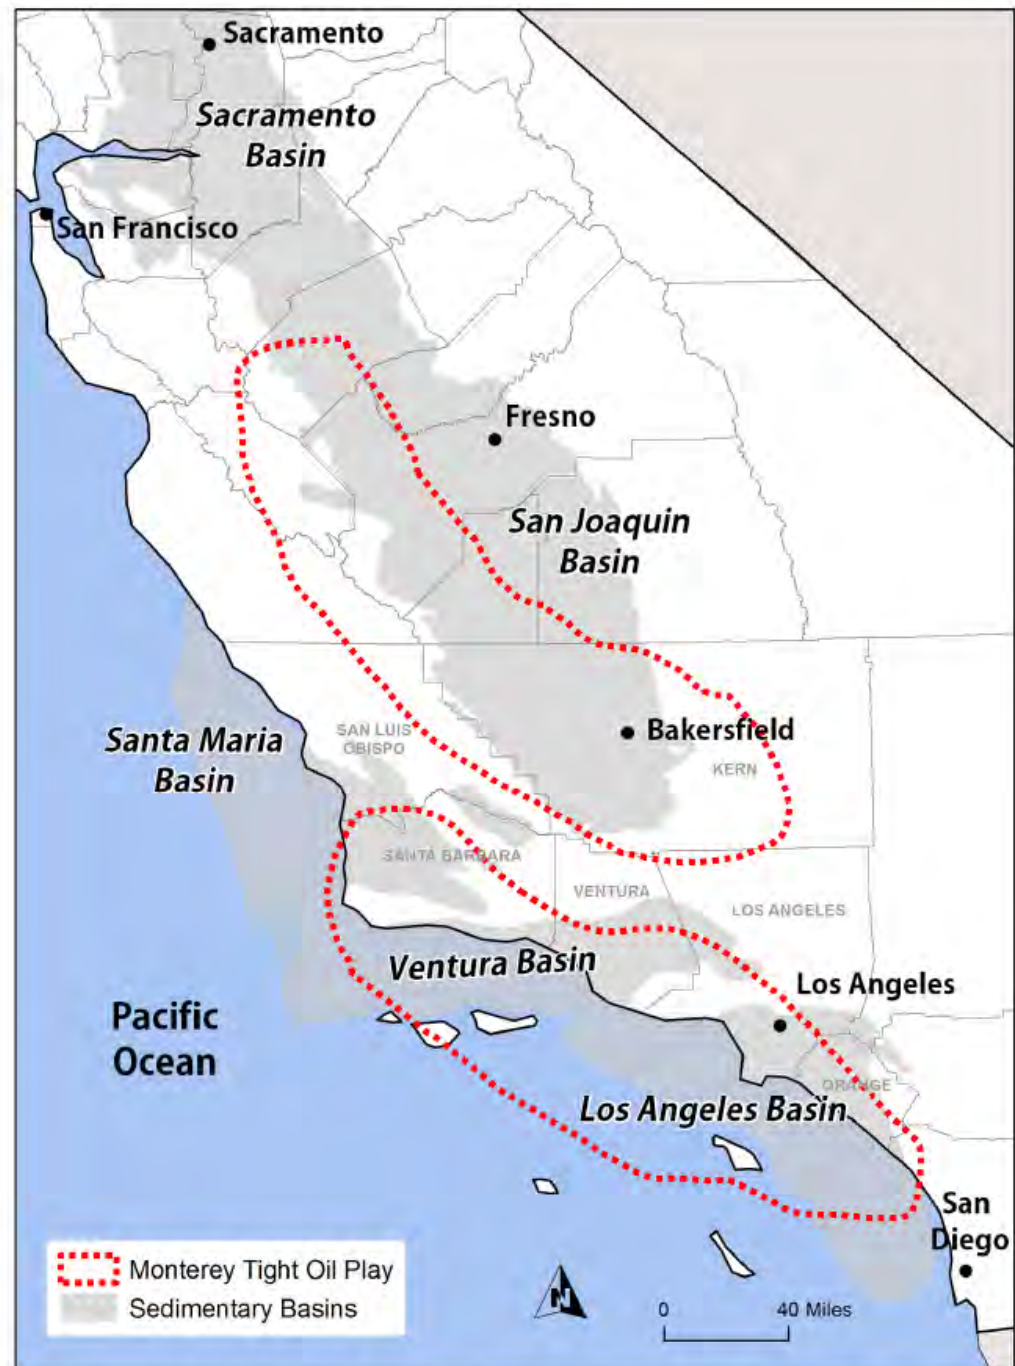 Sacramento
Sacramento
Basin
San Francisco
Fresno
San Joaquin
Basin
Santa Maria
Basin
SAN LUIS
OBISPO
Bakersfield
KERN
SANTA BARBARA
VENTURA
LOS ANGELES
Ventura Basin
Los Angeles
Pacific
Ocean
ORANGE
Los Angeles Basin
San
Diego
Monterey Tight Oil Play
Sedimentary Basins
N
0 40 Miles